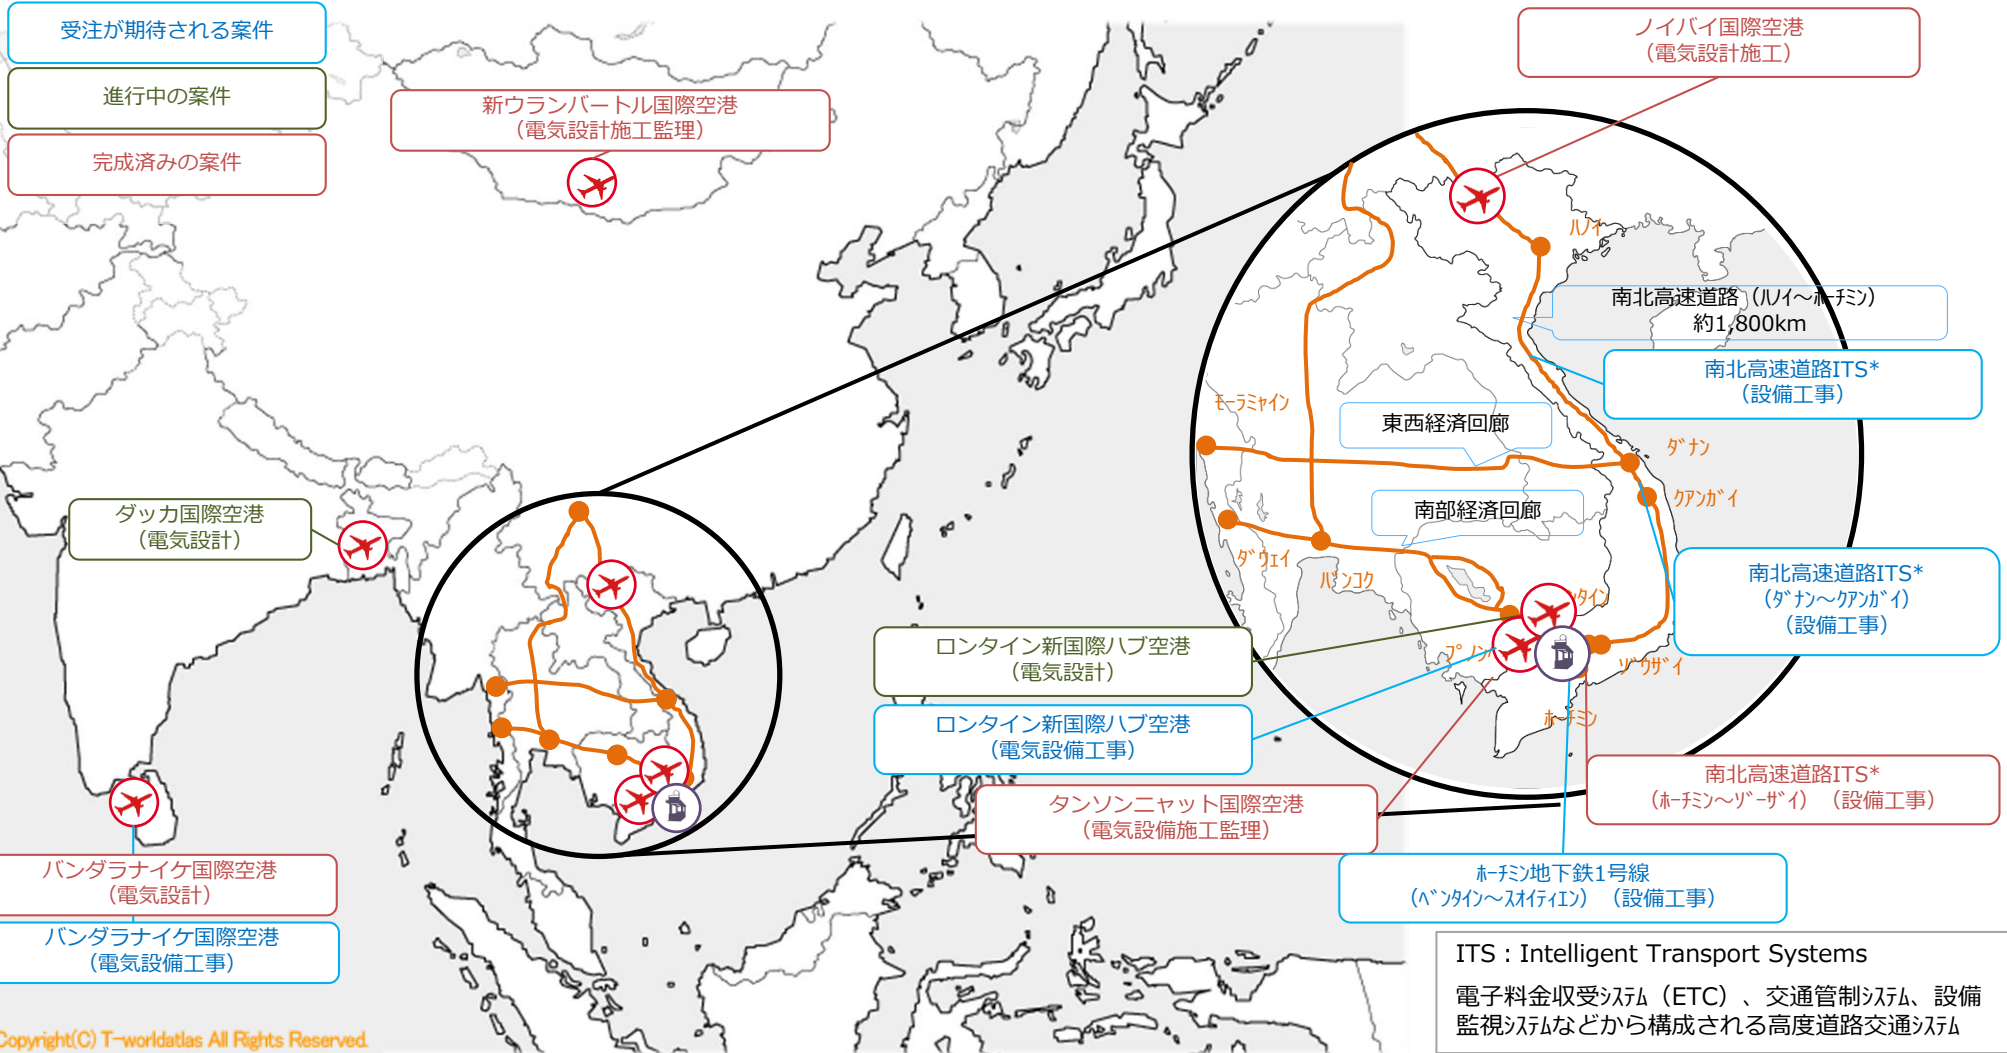 受注が期待される案件
進行中の案件
完成済みの案件
新ウランバートル国際空港
（電気設計施工監理）
ノイバイ国際空港
（電気設計施工）
ﾊﾉｲ
南北高速道路（ﾊﾉｲ～ﾎｰﾁﾐﾝ）
約1,800km
南北高速道路ITS*
（設備工事）
ﾓｰﾗﾐｬｲﾝ
東西経済回廊
ﾀﾞﾅﾝ
ｸｱﾝｶﾞｲ
南部経済回廊
ﾀﾞｳｪｲ
ﾊﾞﾝｺｸ
ダッカ国際空港
（電気設計）
南北高速道路ITS*
（ﾀﾞﾅﾝ～ｸｱﾝｶﾞｲ）
（設備工事）
ﾝﾀｲﾝ
ﾌﾟﾉﾝ
ｿﾞｳｻﾞｲ
ﾎｰﾁﾐﾝ
ロンタイン新国際ハブ空港
（電気設計）
ロンタイン新国際ハブ空港
（電気設備工事）
タンソンニャット国際空港
（電気設備施工監理）
南北高速道路ITS*
（ﾎｰﾁﾐﾝ～ｿﾞｰｻﾞｲ）（設備工事）
ﾎｰﾁﾐﾝ地下鉄1号線
（ﾍﾞﾝﾀｲﾝ～ｽｵｲﾃｨｴﾝ）（設備工事）
バンダラナイケ国際空港
（電気設計）
バンダラナイケ国際空港
（電気設備工事）
ITS：Intelligent Transport Systems
電子料金収受ｼｽﾃﾑ（ETC）、交通管制ｼｽﾃﾑ、設備
監視ｼｽﾃﾑなどから構成される高度道路交通ｼｽﾃﾑ
Copyright(C) T-worldatlas All Rights Reserved.